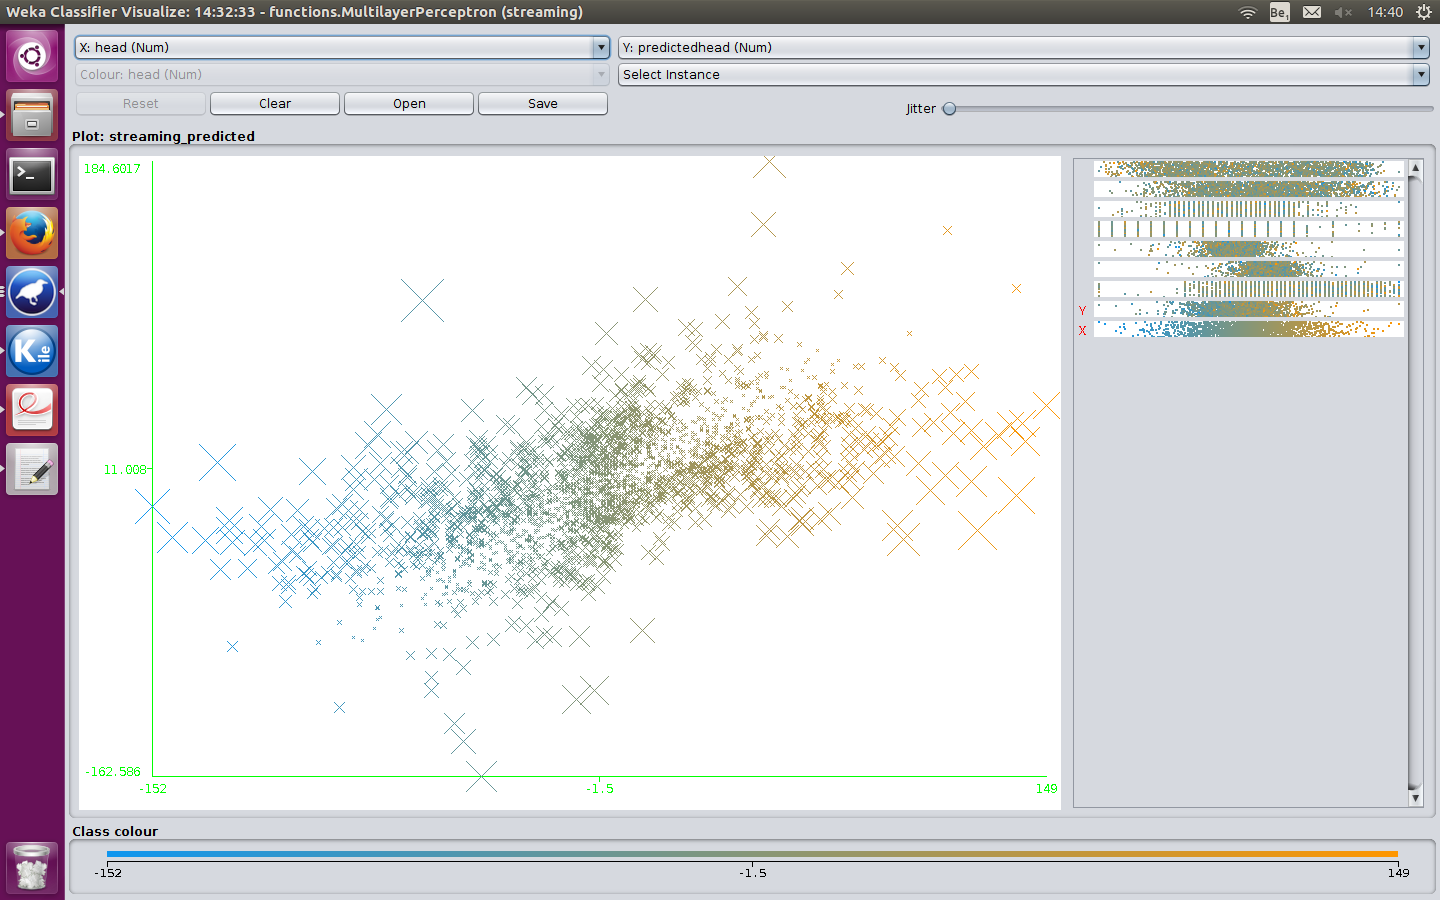 Weka Classifier Visualize: 14:32:33 - functions.MultilayerPerceptron (streaming)
Be1
14:40
X: head (Num)
Y: predictedhead (Num)
Colour: head (Num)
Select Instance
Reset
Clear
Open
Save
Jitter
Plot: streaming_predicted
184.6017
11.008
-162.586
-152
-1.5
149
Y
X
K
ile
>_
Class colour
-152
-1.5
149